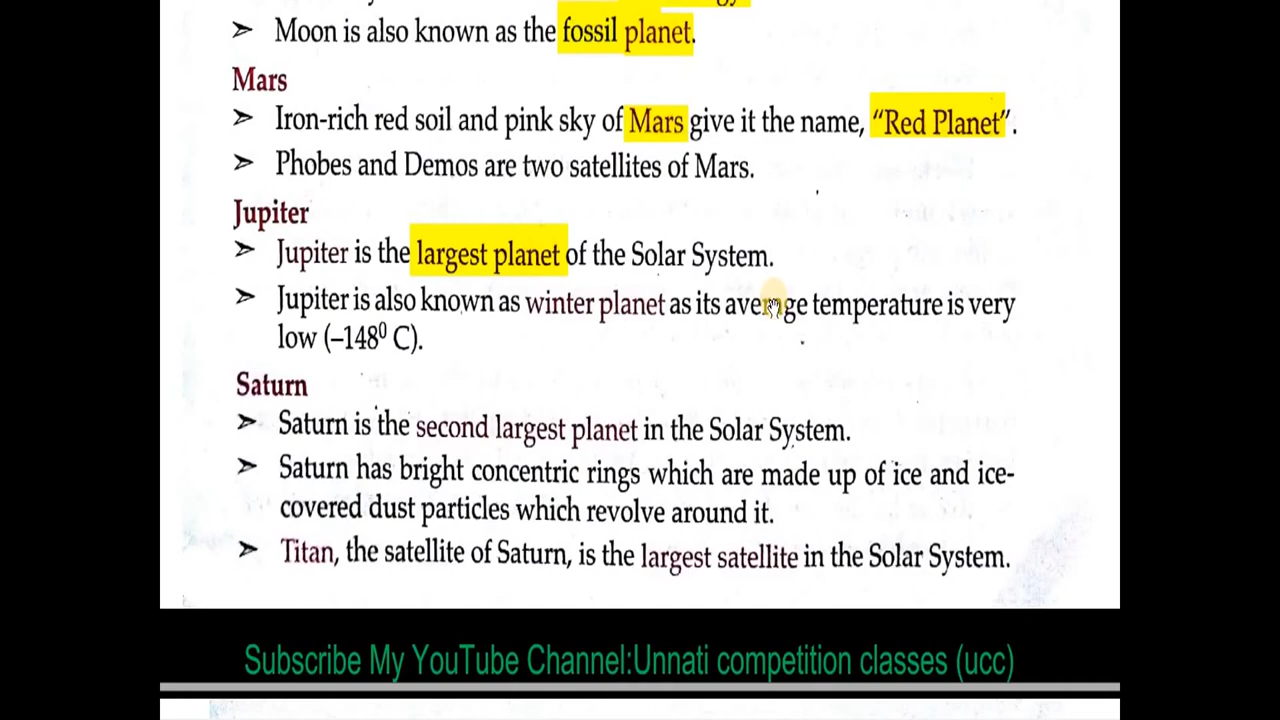 ➢ Moon is also known as the fossil planet.
Mars
➢ Iron-rich red soil and pink sky of Mars give it the name, “Red Planet”.
➢ Phobes and Demos are two satellites of Mars.
Jupiter
➢ Jupiter is the largest planet of the Solar System.
➢ Jupiter is also known as winter planet as its average temperature is very
low (–148⁰ C).
Saturn
➢ Saturn is the second largest planet in the Solar System.
➢ Saturn has bright concentric rings which are made up of ice and ice-
covered dust particles which revolve around it.
➢ Titan, the satellite of Saturn, is the largest satellite in the Solar System.
Subscribe My YouTube Channel:Unnati competition classes (ucc)